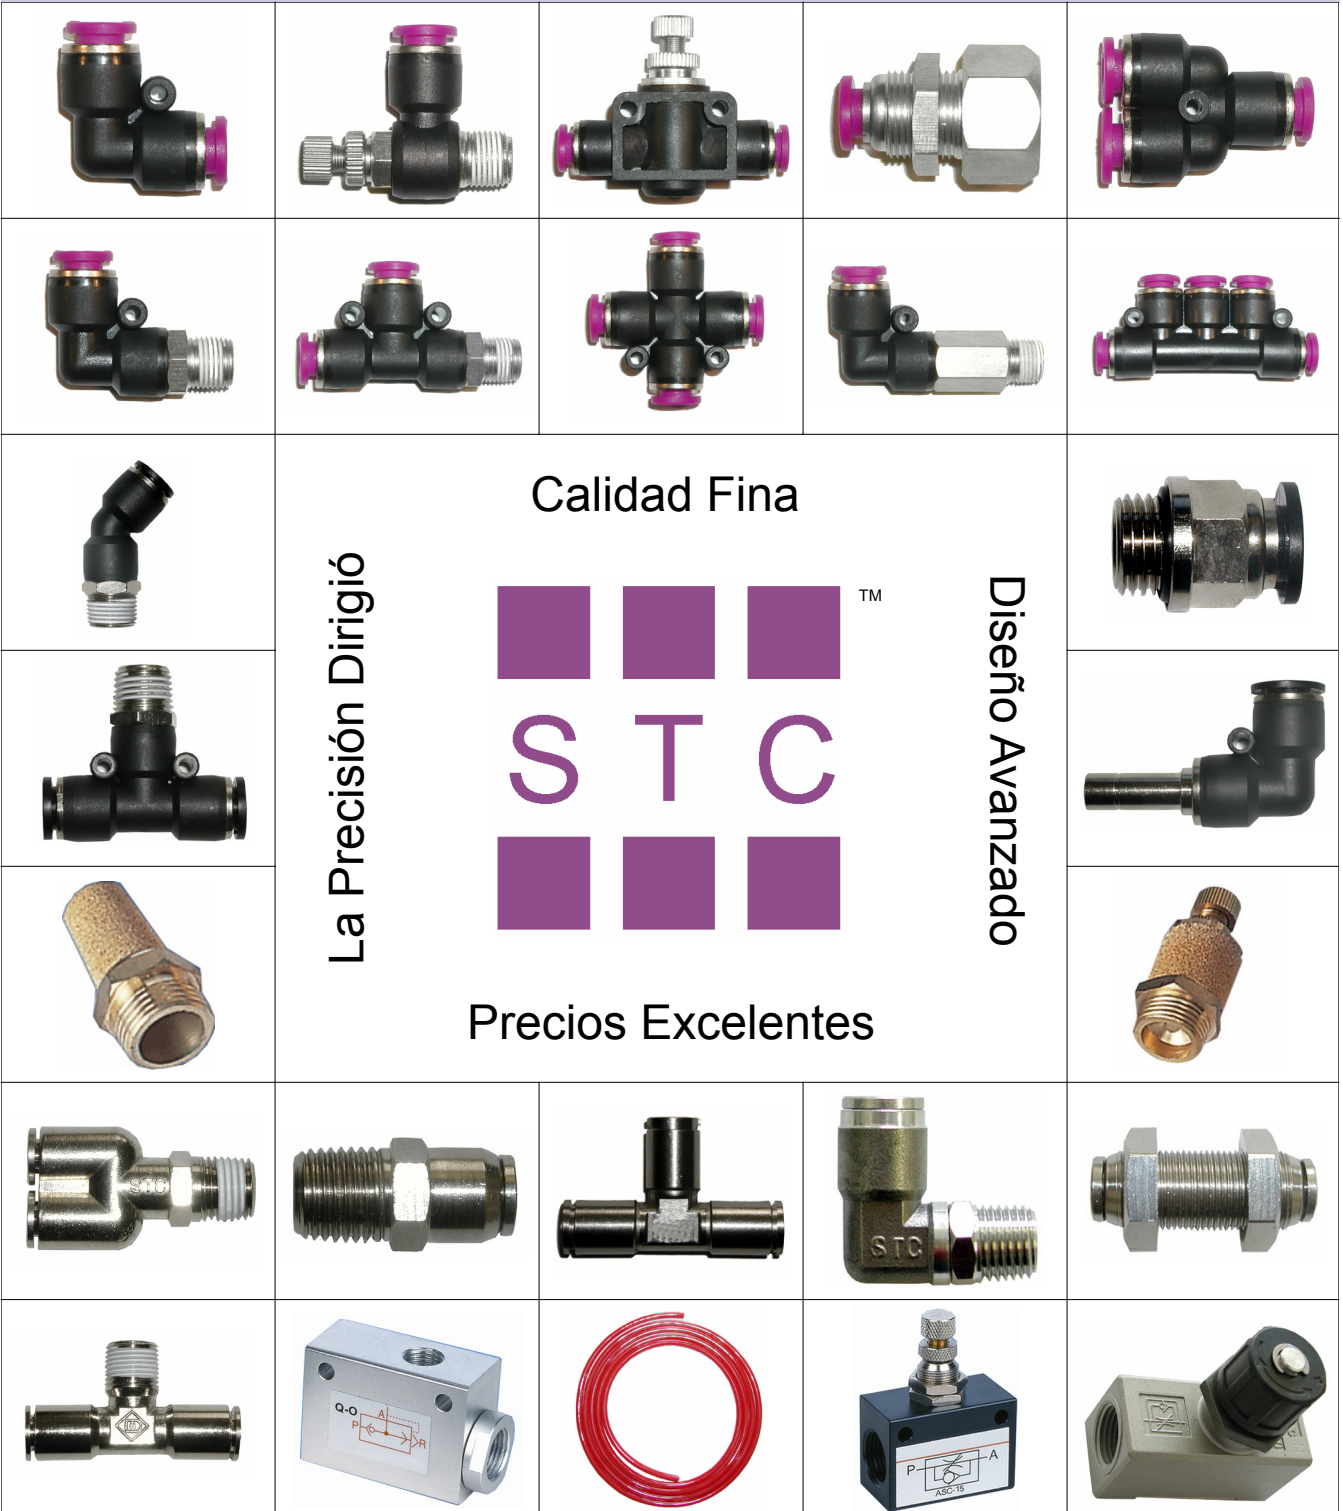 Calidad Fina
La Precisión Dirigió
TM
Diseño Avanzado
S T C
Precios Excelentes
STC
STC
Q-O
A
P
R
P
A
ASC-15